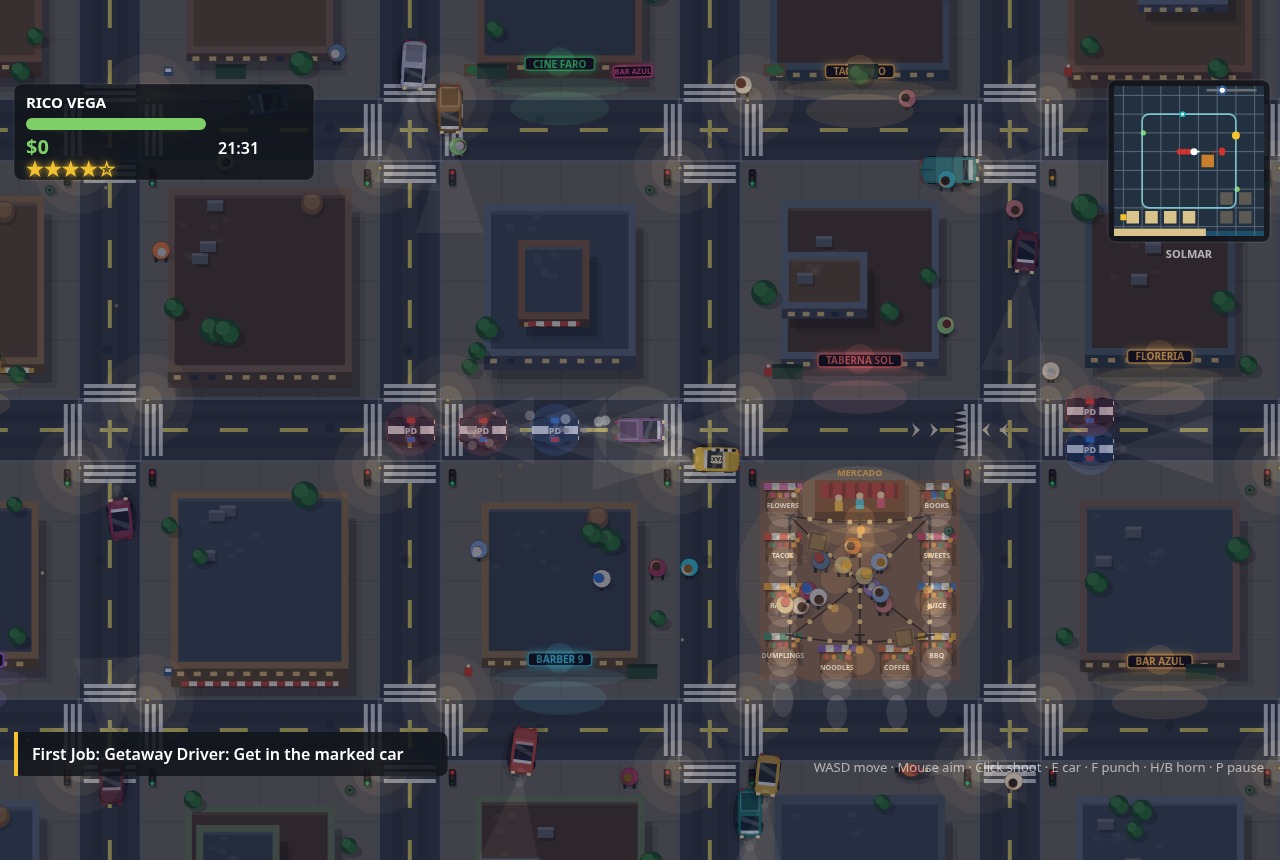 CINE FARO
BAR AZUL
RICO VEGA
$0
21:31
SOLMAR
TABERNA SOL
FLORERIA
PD
PD
PD
PD
PD
TAXI
MERCADO
FLOWERS
BOOKS
TACOS
SWEETS
JUICE
DUMPLINGS
NOODLES
COFFEE
BBQ
BARBER 9
BAR AZUL
First Job: Getaway Driver: Get in the marked car
WASD move · Mouse aim · Click shoot · E car · F punch · H/B horn · P pause